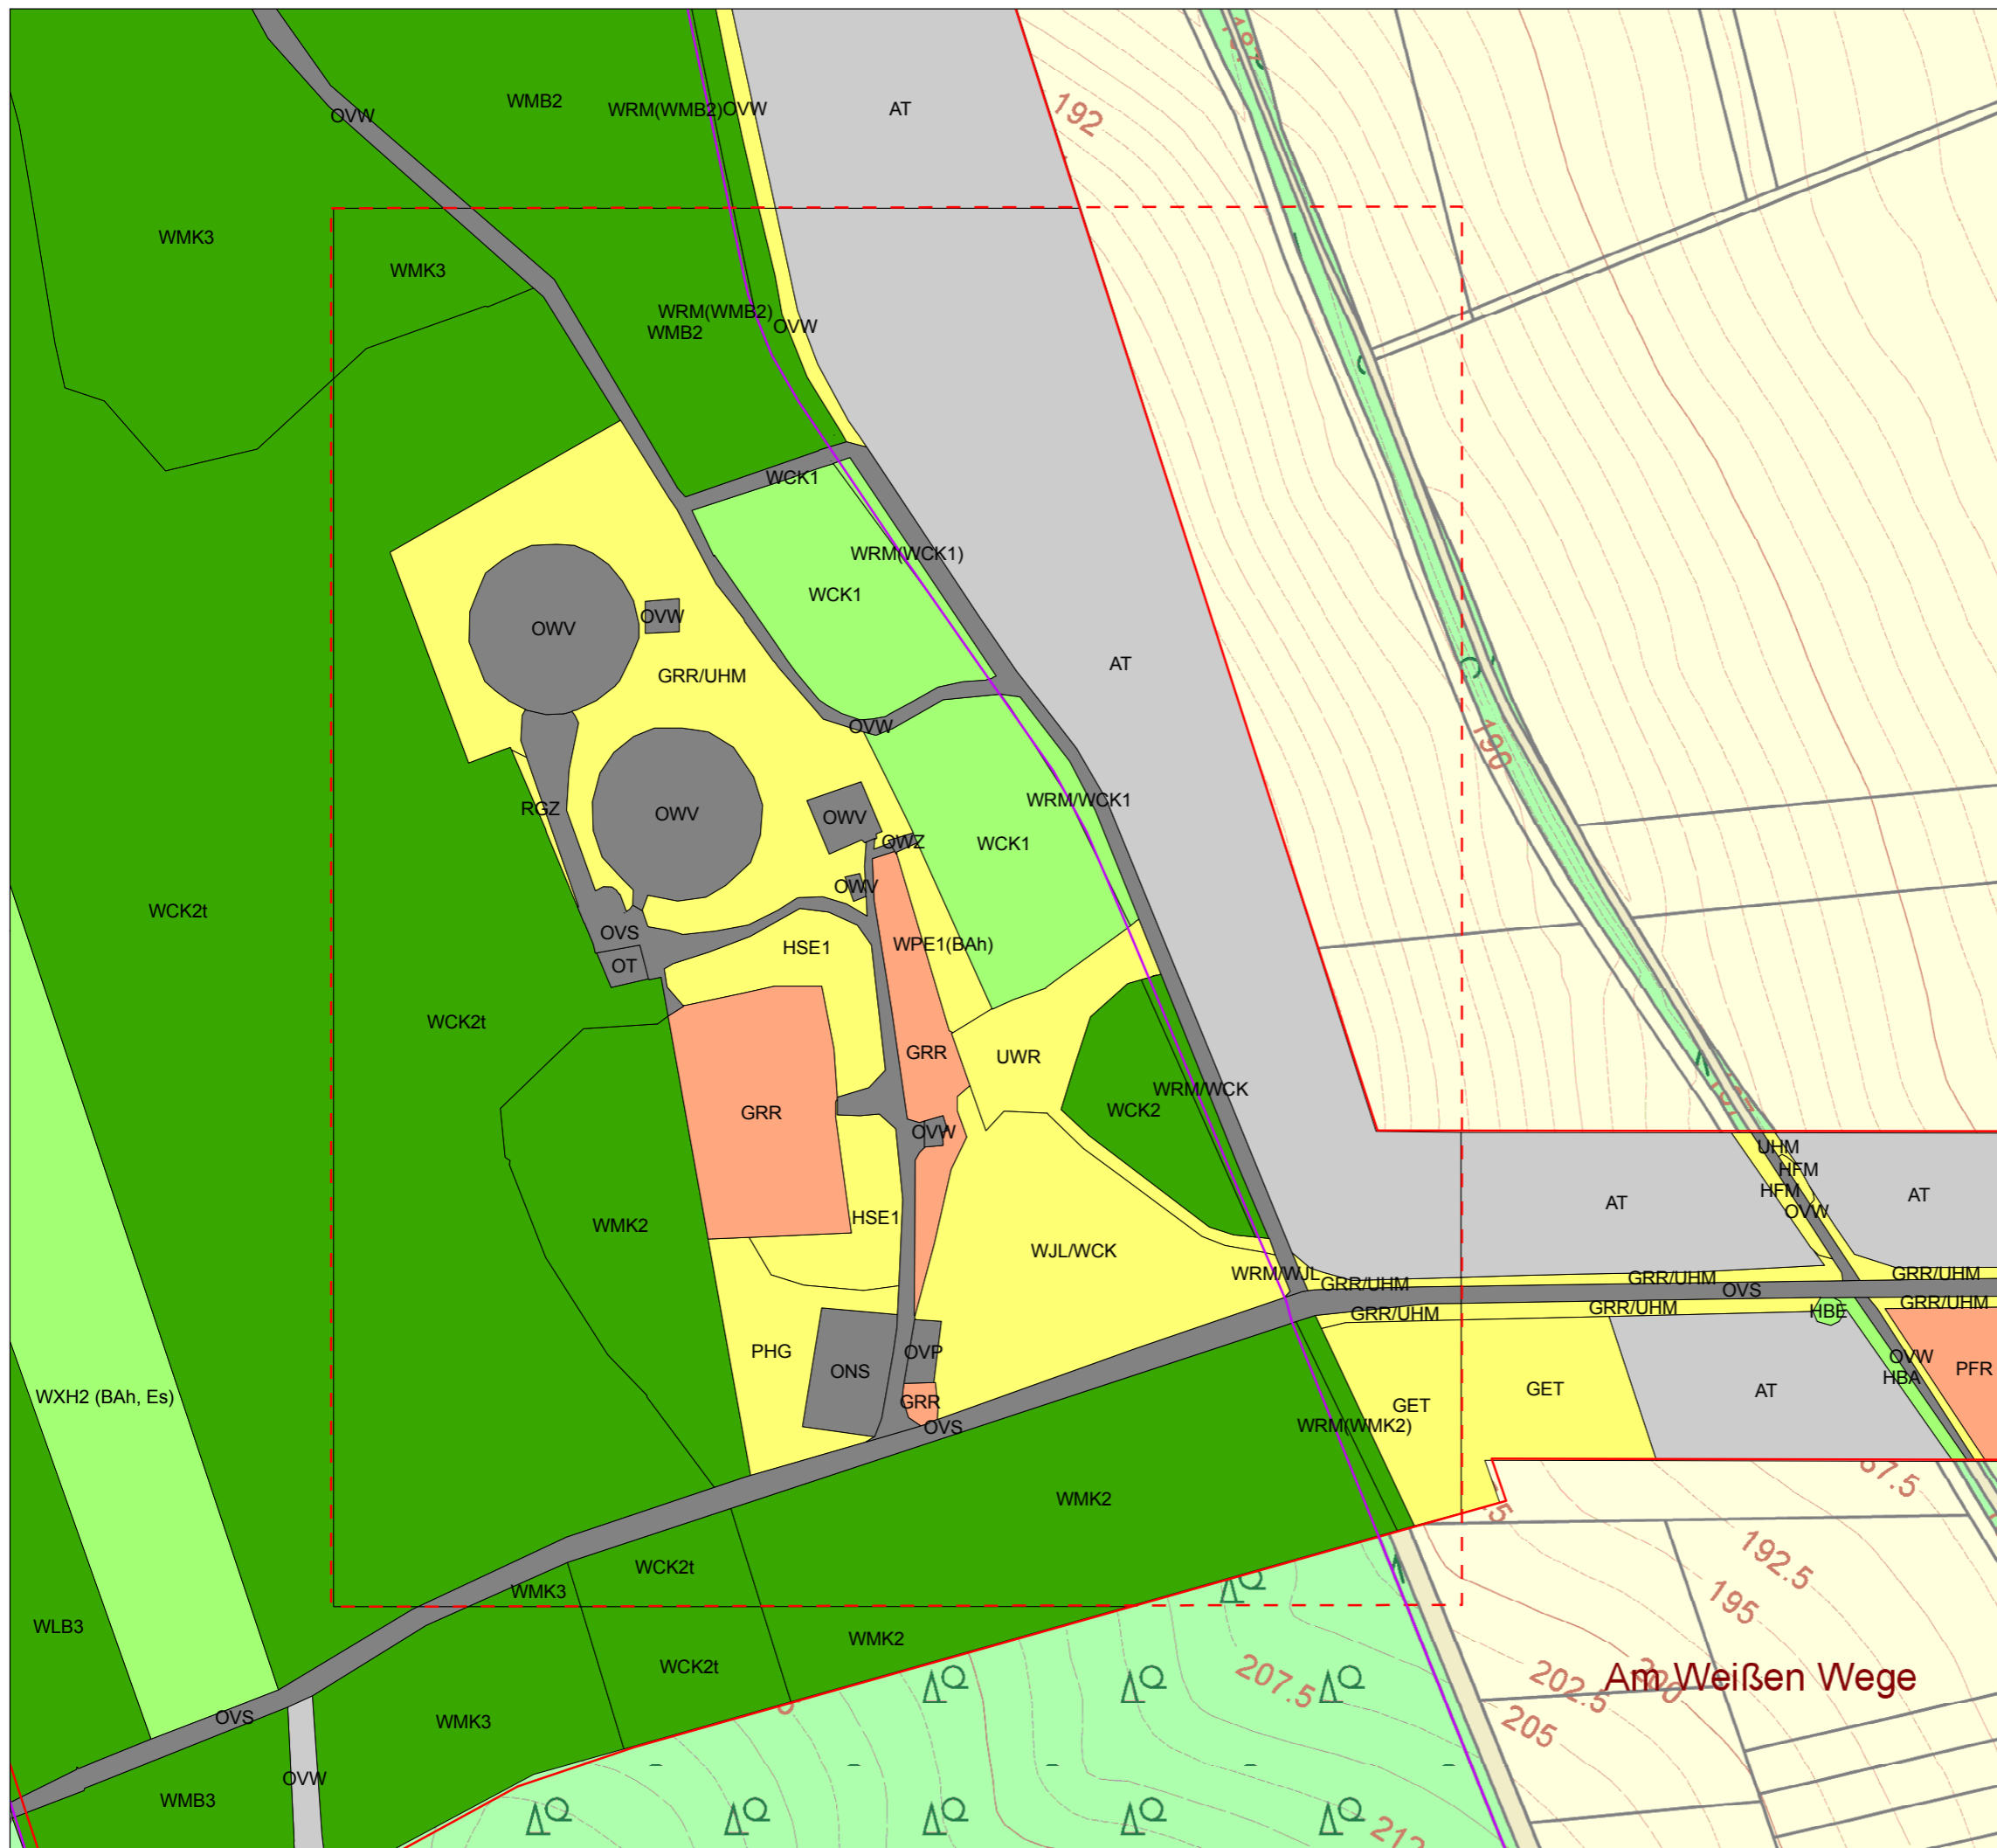 WMB2
WRM(WMB2)
OVW
AT
OVW
192
WMK3
WMK3
WRM(WMB2)
OVW
WMB2
WCK1
WRM(WCK1)
WCK1
OWV
OVW
AT
GRR/UHM
OVW
190
RGZ
OWV
OWV
WRM/WCK1
OWZ
WCK1
OWV
WCK2t
OVS
HSE1
WPE1(BAh)
OT
WCK2t
GRR
UWR
WRM/WCK
GRR
WCK2
OVW
UHM
HFM
HFM
AT
AT
OVW
WMK2
HSE1
WJL/WCK
WRM/WJL
GRR/UHM
GRR/UHM
GRR/UHM
OVS
GRR/UHM
GRR/UHM
GRR/UHM
HBE
PHG
ONS
OVP
OVW
HBA
PFR
WXH2 (BAh, Es)
GRR
GET
GET
AT
OVS
WRM(WMK2)
WMK2
192.5
WCK2t
WMK3
195
WLB3
WMK2
WCK2t
207.5
202.5
200
Am Weißen Wege
OVS
WMK3
205
OVW
WMB3